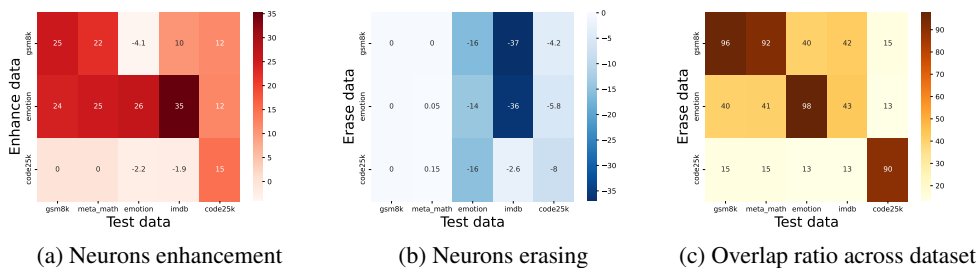 Enhance data
gsm8k
emotion
code25k
25 22 -4.1 10 12
24 25 26 35 12
0 0 -2.2 -1.9 15
gsm8k meta_math emotion imdb code25k
Test data
35
30
25
20
15
10
5
0
(a) Neurons enhancement
Erase data
gsm8k
emotion
code25k
0 0 -16 -37 -4.2
0 0.05 -14 -36 -5.8
0 0.15 -16 -2.6 -8
gsm8k meta_math emotion imdb code25k
Test data
0
−5
−10
−15
−20
−25
−30
−35
(b) Neurons erasing
Erase data
gsm8k
emotion
code25k
96 92 40 42 15
40 41 98 43 13
15 15 13 13 90
gsm8k meta_math emotion imdb code25k
Test data
90
80
70
60
50
40
30
20
(c) Overlap ratio across dataset